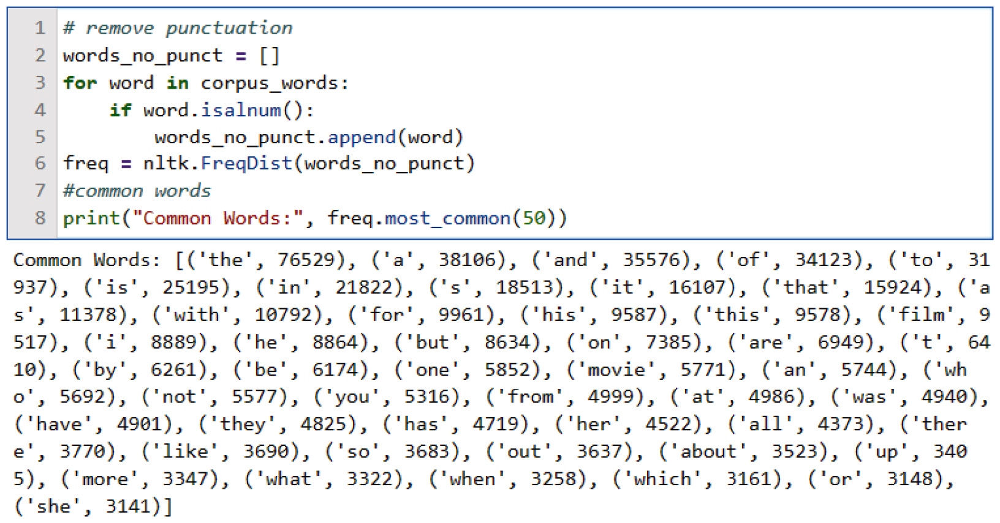 1 # remove punctuation
2 words_no_punct = []
3 for word in corpus_words:
4     if word.isalnum():
5         words_no_punct.append(word)
6 freq = nltk.FreqDist(words_no_punct)
7 #common words
8 print("Common Words:", freq.most_common(50))
Common Words: [('the', 76529), ('a', 38106), ('and', 35576), ('of', 34123), ('to', 31
937), ('is', 25195), ('in', 21822), ('s', 18513), ('it', 16107), ('that', 15924), ('a
s', 11378), ('with', 10792), ('for', 9961), ('his', 9587), ('this', 9578), ('film', 9
517), ('i', 8889), ('he', 8864), ('but', 8634), ('on', 7385), ('are', 6949), ('t', 64
10), ('by', 6261), ('be', 6174), ('one', 5852), ('movie', 5771), ('an', 5744), ('wh
o', 5692), ('not', 5577), ('you', 5316), ('from', 4999), ('at', 4986), ('was', 4940),
('have', 4901), ('they', 4825), ('has', 4719), ('her', 4522), ('all', 4373), ('ther
e', 3770), ('like', 3690), ('so', 3683), ('out', 3637), ('about', 3523), ('up', 340
5), ('more', 3347), ('what', 3322), ('when', 3258), ('which', 3161), ('or', 3148),
('she', 3141)]